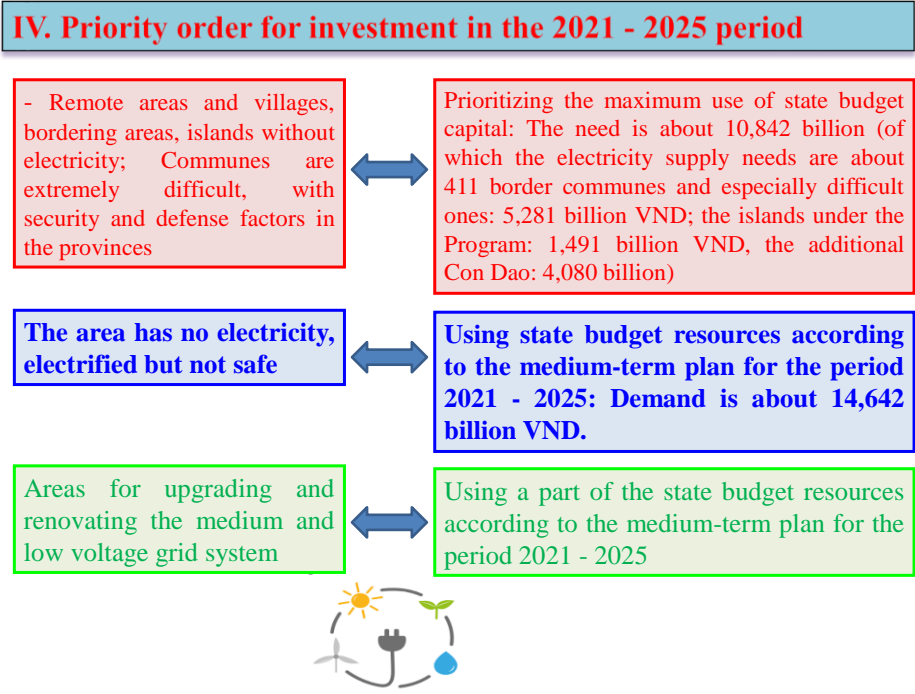 IV. Priority order for investment in the 2021 - 2025 period
- Remote areas and villages,
bordering areas, islands without
electricity; Communes are
extremely difficult, with
security and defense factors in
the provinces
Prioritizing the maximum use of state budget
capital: The need is about 10,842 billion (of
which the electricity supply needs are about
411 border communes and especially difficult
ones: 5,281 billion VND; the islands under the
Program: 1,491 billion VND, the additional
Con Dao: 4,080 billion)
The area has no electricity,
electrified but not safe
Using state budget resources according
to the medium-term plan for the period
2021 - 2025: Demand is about 14,642
billion VND.
Areas for upgrading and
renovating the medium and
low voltage grid system
Using a part of the state budget resources
according to the medium-term plan for the
period 2021 - 2025